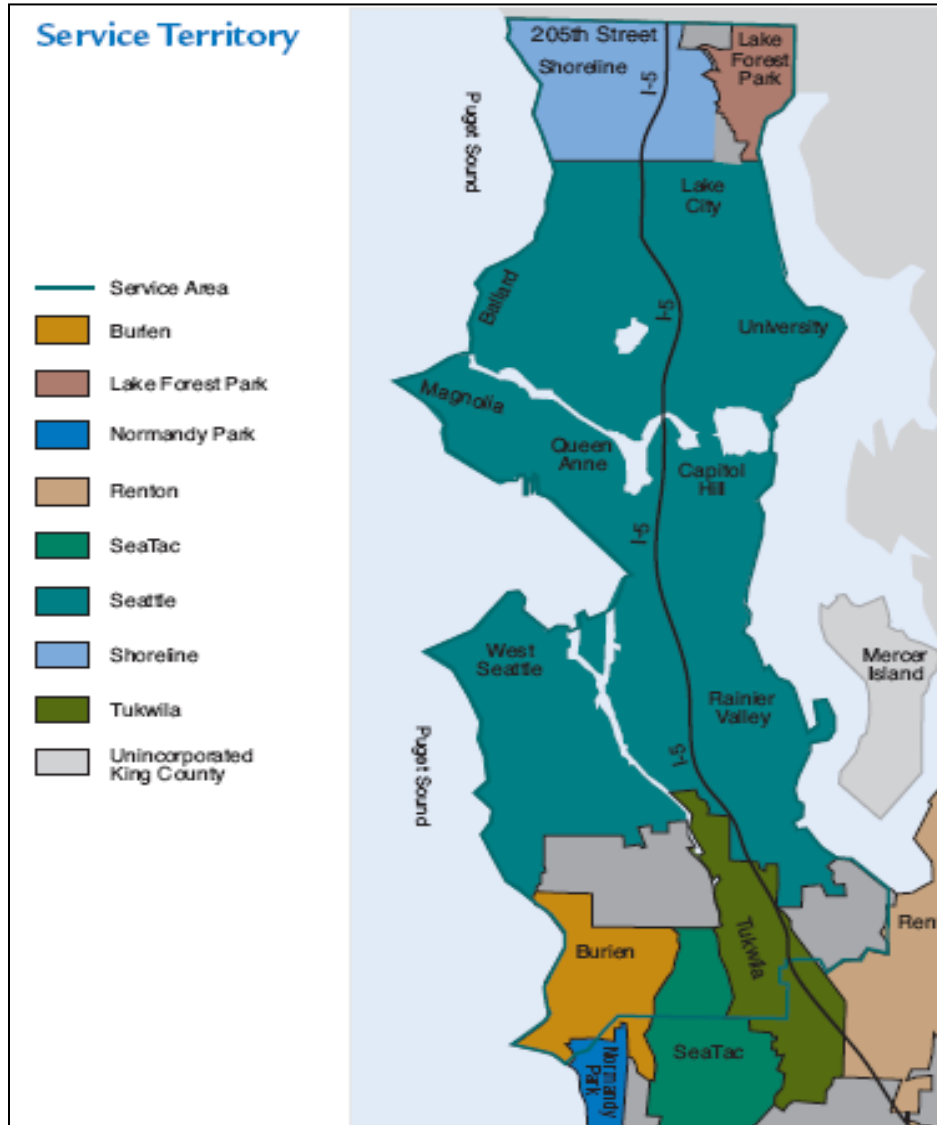 Service Territory
Service Area
Burien
Lake Forest Park
Normandy Park
Renton
SeaTac
Seattle
Shoreline
Tukwila
Unincorporated
King County
205th Street
Shoreline
I-5
Lake
Forest
Park
Puget Sound
Lake
City
Ballard
I-5
University
Magnolia
Queen
Anne
Capitol
Hill
I-5
West
Seattle
Mercer
Island
Rainier
Valley
Puget Sound
I-5
Tukwila
Ren
Burien
SeaTac
Normandy
Park